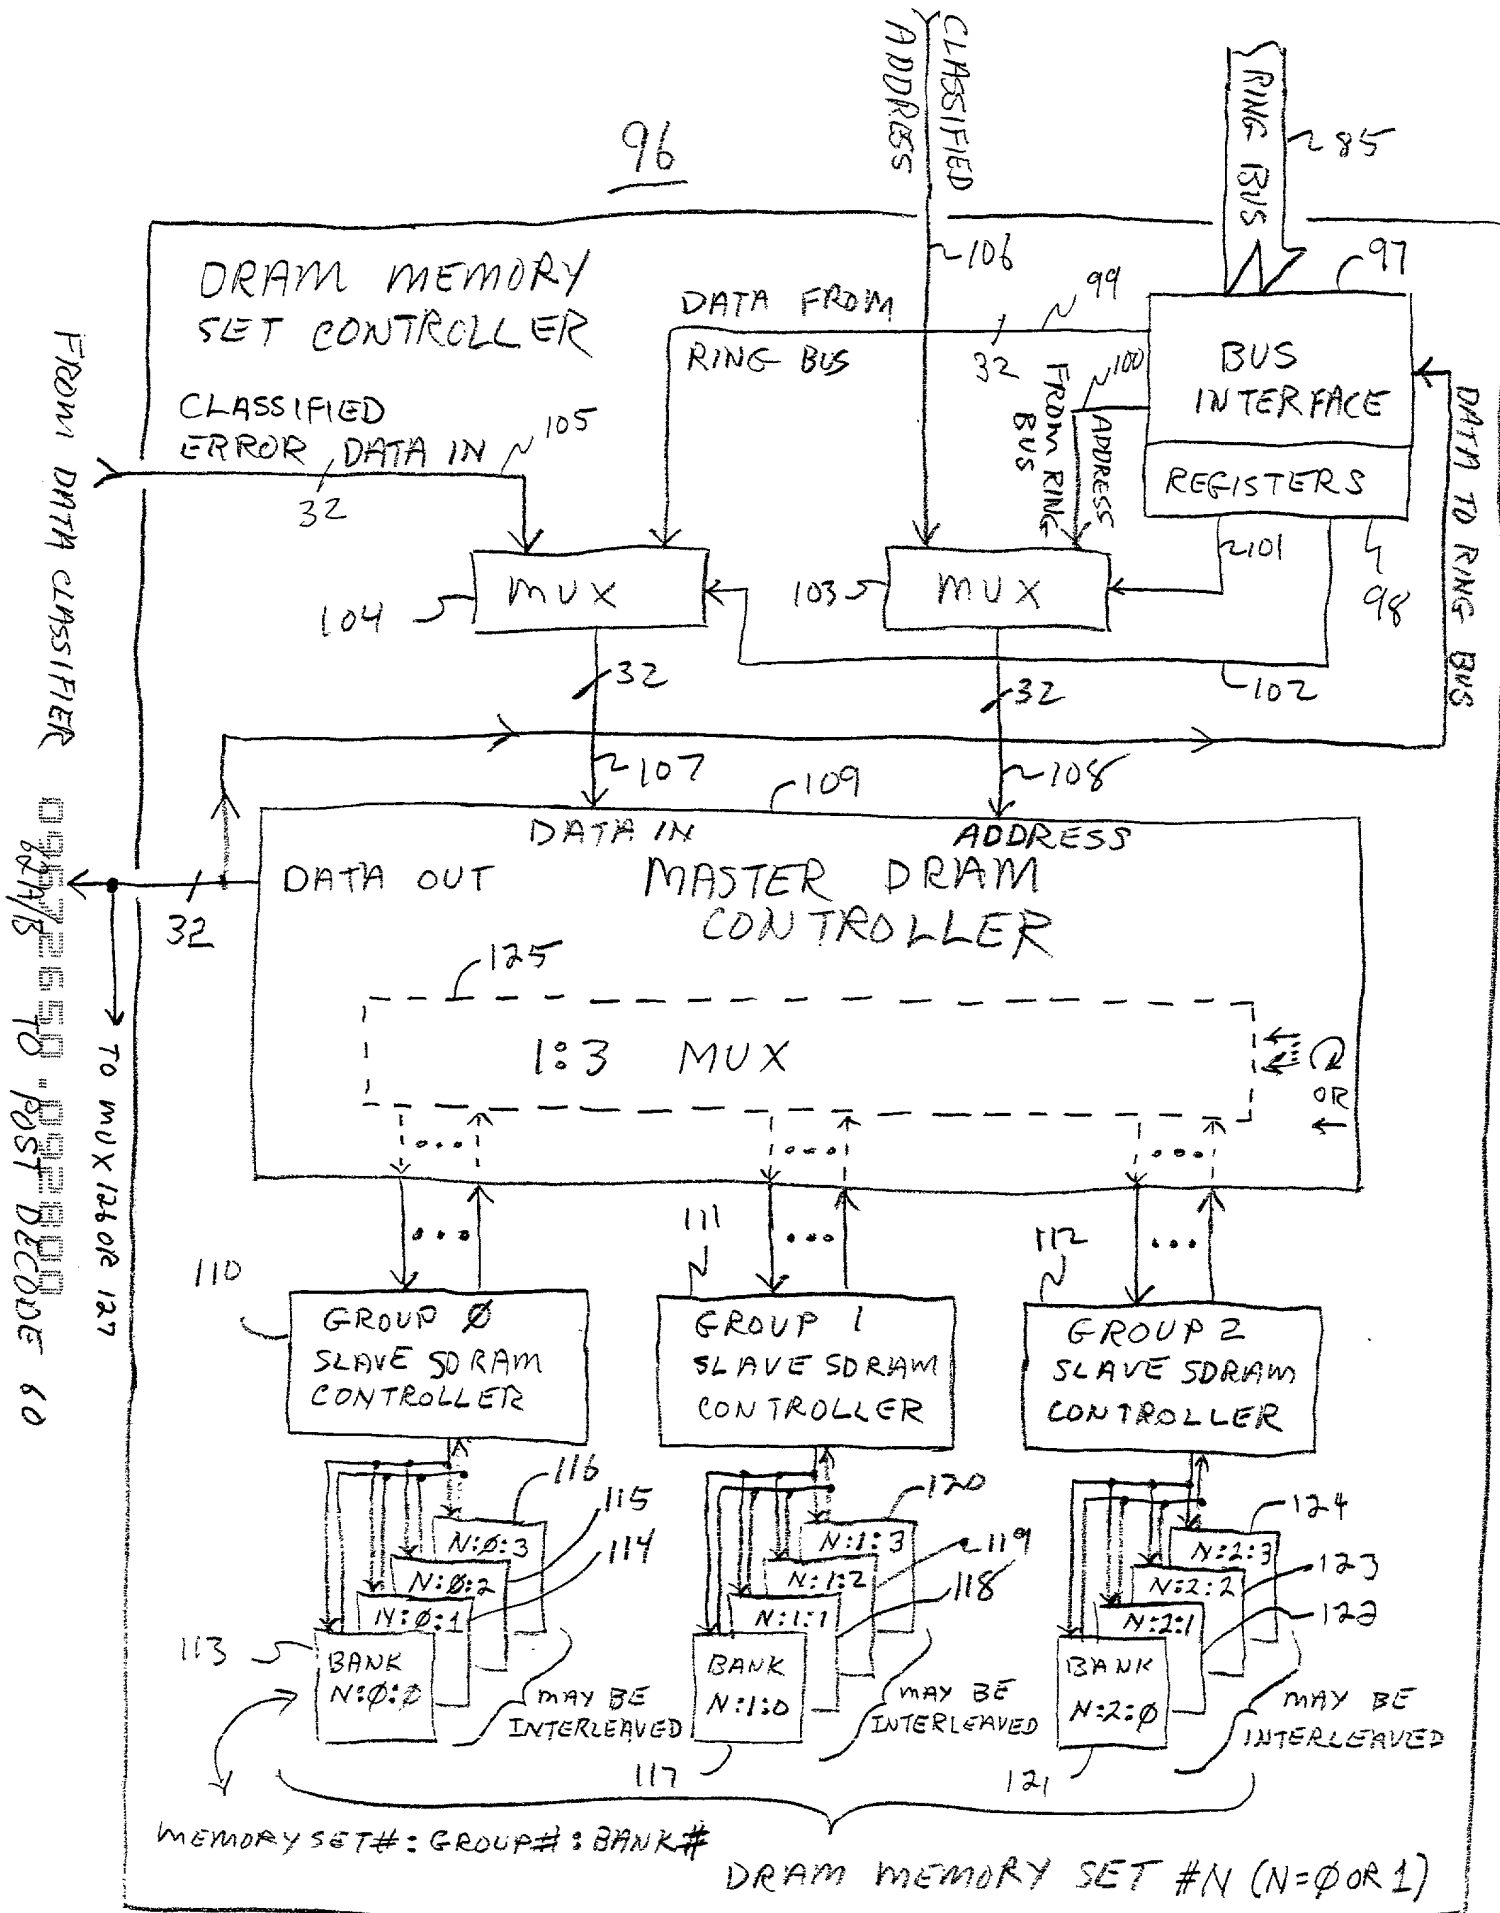 CLASSIFIED
ADDRESS
RING BUS
85
96
106
97
DRAM MEMORY
SET CONTROLLER
DATA FROM
RING BUS
99
32
100
ADDRESS
FROM RING
BUS
BUS
INTERFACE
REGISTERS
DATA TO RING BUS
CLASSIFIED
ERROR DATA IN
105
32
FROM DATA CLASSIFIER
101
98
104
MUX
103
MUX
102
32
32
107
108
109
DATA IN
ADDRESS
DATA OUT
MASTER DRAM
CONTROLLER
32
62A/B TO POST DECODE 60
TO MUX 126 OR 127
125
1:3 MUX
OR
...
...
...
...
...
...
110
111
112
GROUP Ø
SLAVE SDRAM
CONTROLLER
GROUP 1
SLAVE SDRAM
CONTROLLER
GROUP 2
SLAVE SDRAM
CONTROLLER
116
115
114
113
N:Ø:3
N:Ø:2
N:Ø:1
BANK
N:Ø:Ø
120
119
118
117
N:1:3
N:1:2
N:1:1
BANK
N:1:0
124
123
122
121
N:2:3
N:2:2
N:2:1
BANK
N:2:Ø
MAY BE
INTERLEAVED
MAY BE
INTERLEAVED
MAY BE
INTERLEAVED
MEMORY SET#:GROUP#:BANK#
DRAM MEMORY SET #N (N=Ø OR 1)